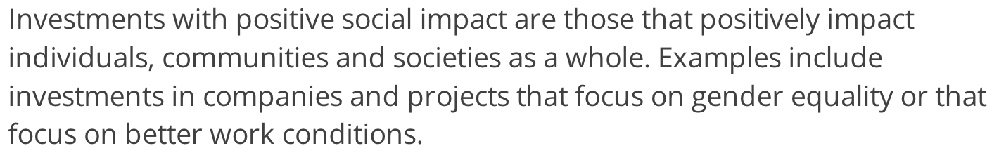 Investments with positive social impact are those that positively impact
individuals, communities and societies as a whole. Examples include
investments in companies and projects that focus on gender equality or that
focus on better work conditions.